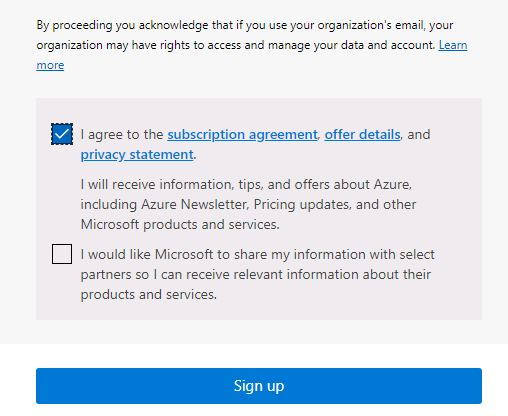 By proceeding you acknowledge that if you use your organization's email, your
organization may have rights to access and manage your data and account. Learn
more
I agree to the subscription agreement, offer details, and
privacy statement.
I will receive information, tips, and offers about Azure,
including Azure Newsletter, Pricing updates, and other
Microsoft products and services.
I would like Microsoft to share my information with select
partners so I can receive relevant information about their
products and services.
Sign up